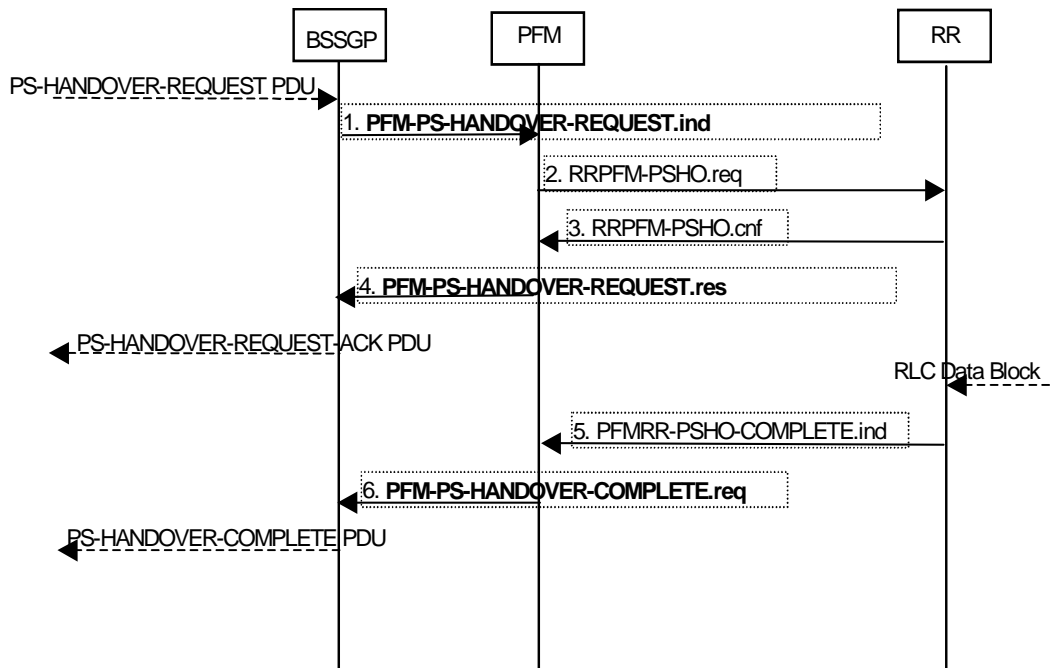 BSSGP
PFM
RR
PS-HANDOVER-REQUEST PDU
1. PFM-PS-HANDOVER-REQUEST.ind
2. RRPFM-PSHO.req
3. RRPFM-PSHO.cnf
4. PFM-PS-HANDOVER-REQUEST.res
PS-HANDOVER-REQUEST-ACK PDU
RLC Data Block
5. PFMRR-PSHO-COMPLETE.ind
6. PFM-PS-HANDOVER-COMPLETE.req
PS-HANDOVER-COMPLETE PDU